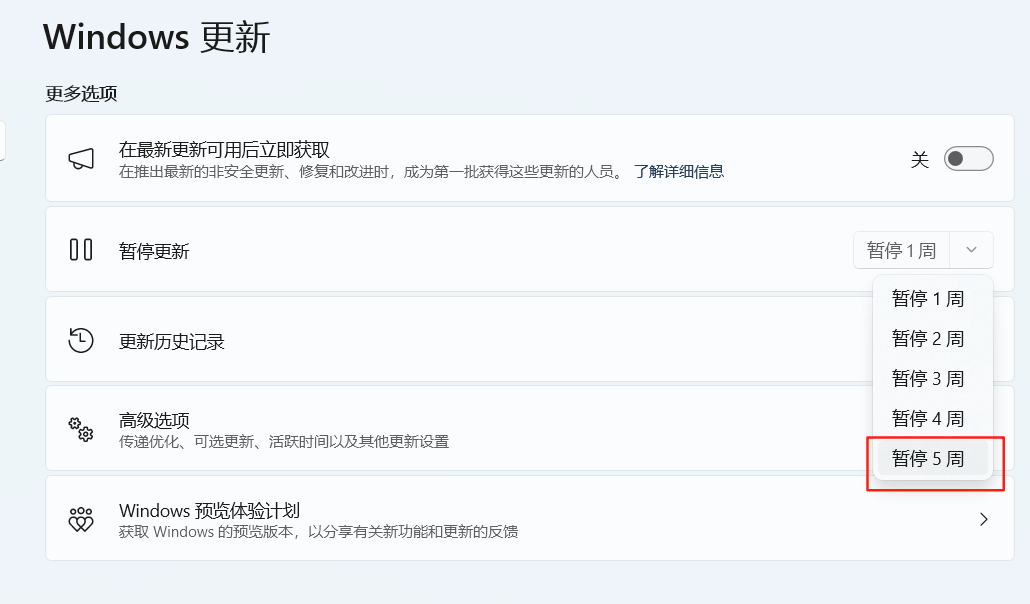 Windows 更新
更多选项
在最新更新可用后立即获取
在推出最新的非安全更新、修复和改进时，成为第一批获得这些更新的人员。 了解详细信息
关
暂停更新
暂停 1 周
暂停 1 周
暂停 2 周
暂停 3 周
暂停 4 周
暂停 5 周
更新历史记录
高级选项
传递优化、可选更新、活跃时间以及其他更新设置
Windows 预览体验计划
获取 Windows 的预览版本，以分享有关新功能和更新的反馈